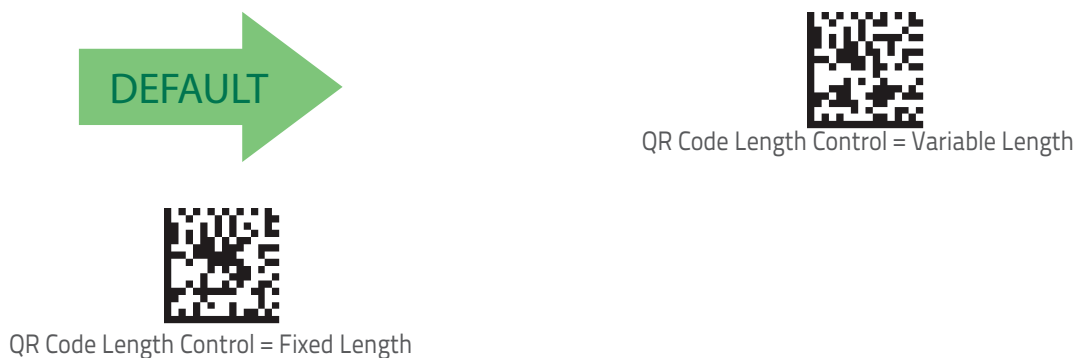 DEFAULT
QR Code Length Control = Variable Length
QR Code Length Control = Fixed Length